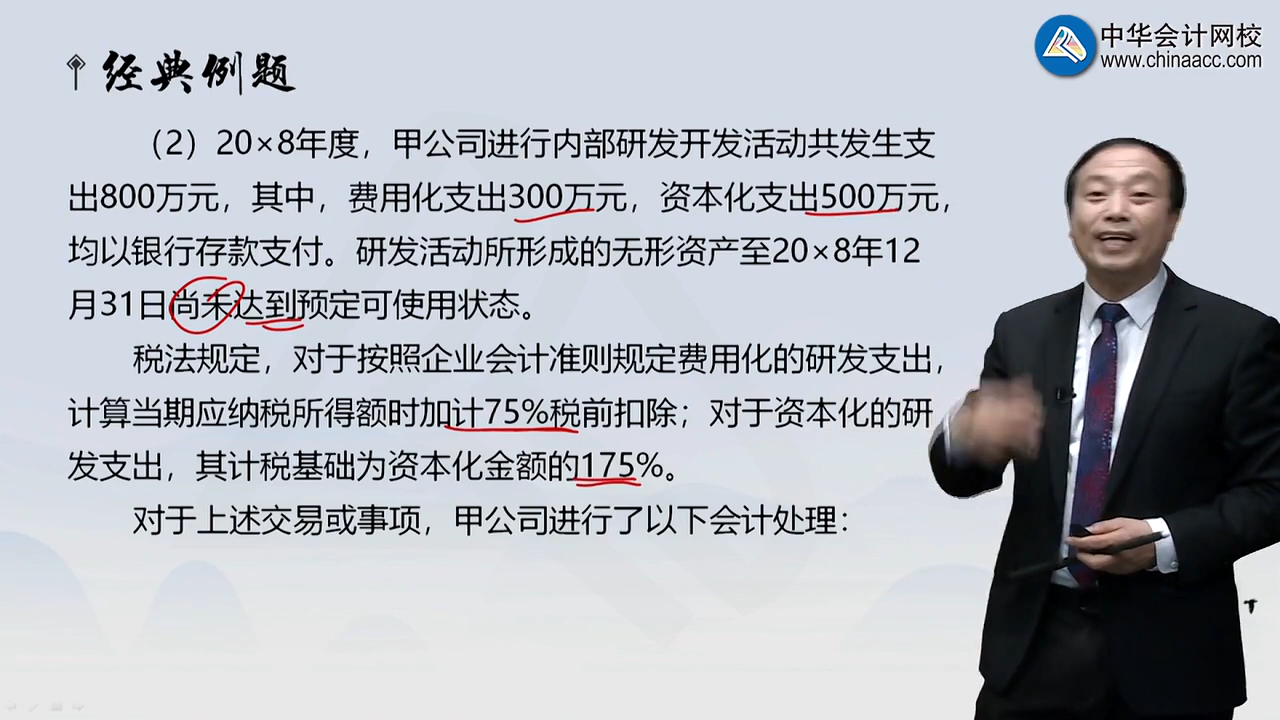 中华会计网校
www.chinaacc.com
经典例题
（2）20×8年度，甲公司进行内部研发开发活动共发生支
出800万元，其中，费用化支出300万元，资本化支出500万元，
均以银行存款支付。研发活动所形成的无形资产至20×8年12
月31日尚未达到预定可使用状态。
税法规定，对于按照企业会计准则规定费用化的研发支出，
计算当期应纳税所得额时加计75%税前扣除；对于资本化的研
发支出，其计税基础为资本化金额的175%。
对于上述交易或事项，甲公司进行了以下会计处理：